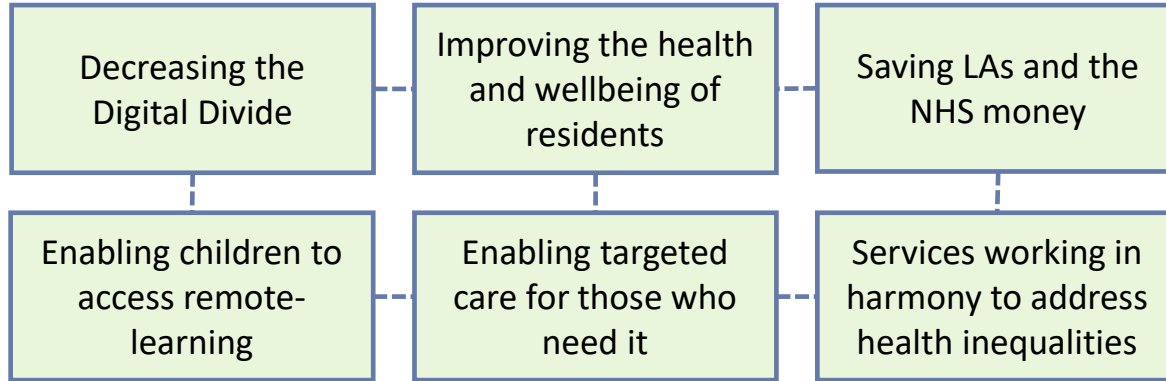 Decreasing the
Digital Divide
Improving the health
and wellbeing of
residents
Saving LAs and the
NHS money
Enabling children to
access remote-
learning
Enabling targeted
care for those who
need it
Services working in
harmony to address
health inequalities